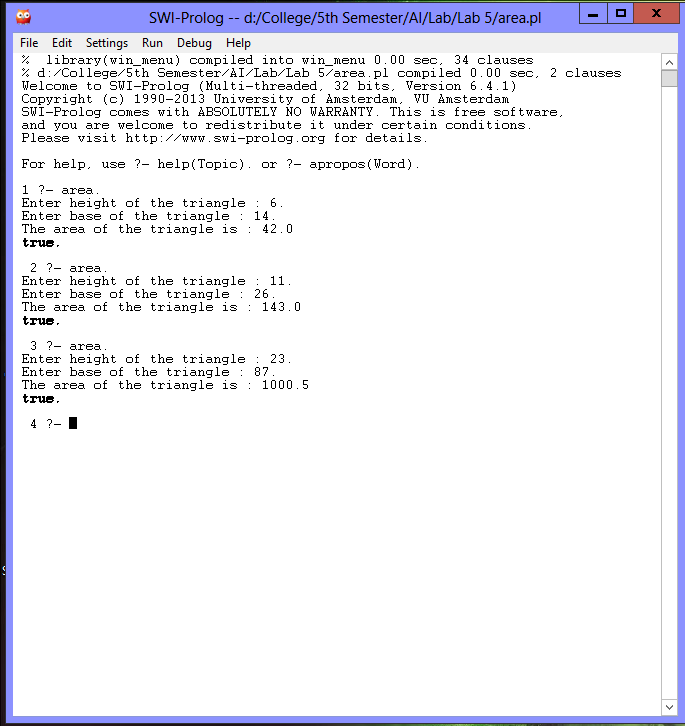 SWI-Prolog -- d:/College/5th Semester/AI/Lab/Lab 5/area.pl
File Edit Settings Run Debug Help
%  library(win_menu) compiled into win_menu 0.00 sec, 34 clauses
% d:/College/5th Semester/AI/Lab/Lab 5/area.pl compiled 0.00 sec, 2 clauses
Welcome to SWI-Prolog (Multi-threaded, 32 bits, Version 6.4.1)
Copyright (c) 1990-2013 University of Amsterdam, VU Amsterdam
SWI-Prolog comes with ABSOLUTELY NO WARRANTY. This is free software,
and you are welcome to redistribute it under certain conditions.
Please visit http://www.swi-prolog.org for details.
For help, use ?- help(Topic). or ?- apropos(Word).
1 ?- area.
Enter height of the triangle : 6.
Enter base of the triangle : 14.
The area of the triangle is : 42.0
true.
2 ?- area.
Enter height of the triangle : 11.
Enter base of the triangle : 26.
The area of the triangle is : 143.0
true.
3 ?- area.
Enter height of the triangle : 23.
Enter base of the triangle : 87.
The area of the triangle is : 1000.5
true.
4 ?-